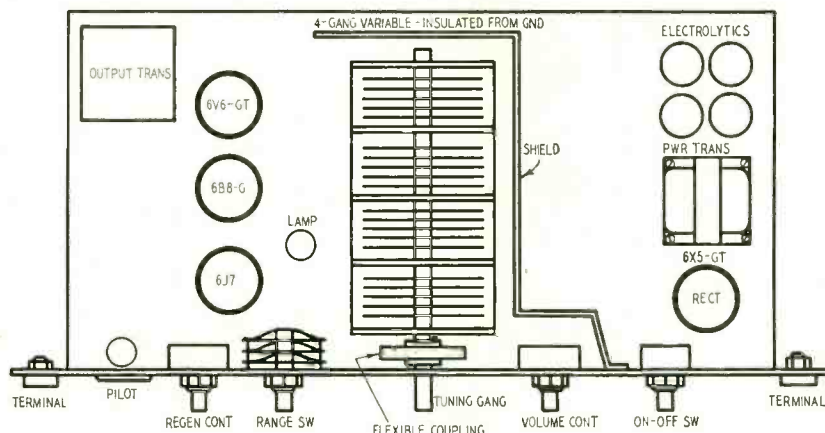 4-GANG VARIABLE - INSULATED FROM GND
ELECTROLYTICS
OUTPUT TRANS
6V6-GT
SHIELD
PWR TRANS
6B8-G
LAMP
6X5-GT
6J7
RECT
TERMINAL
PILOT
REGEN CONT
RANGE SW
FLEXIBLE COUPLING
TUNING GANG
VOLUME CONT
ON-OFF SW
TERMINAL